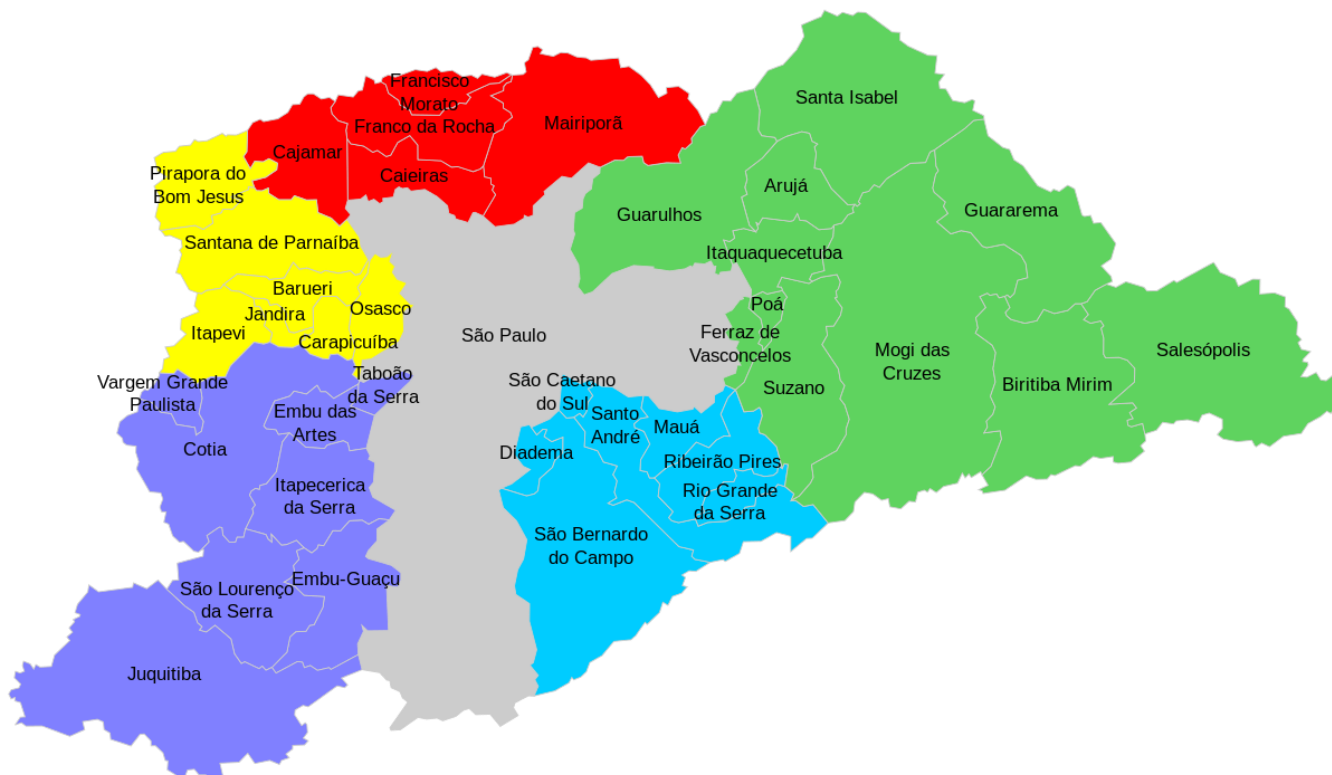 Francisco
Morato
Franco da Rocha
Mairiporã
Cajamar
Caieiras
Santa Isabel
Pirapora do
Bom Jesus
Arujá
Guarulhos
Guararema
Santana de Parnaíba
Itaquaquecetuba
Barueri
Jandira
Osasco
Itapevi
Carapicuíba
São Paulo
Poá
Ferraz de
Vasconcelos
Suzano
Mogi das
Cruzes
Biritiba Mirim
Salesópolis
Vargem Grande
Paulista
Taboão
da Serra
São Caetano
do Sul
Embu das
Artes
Santo
André
Mauá
Cotia
Diadema
Ribeirão Pires
Itapecerica
da Serra
Rio Grande
da Serra
São Bernardo
do Campo
São Lourenço
da Serra
Embu-Guaçu
Juquitiba